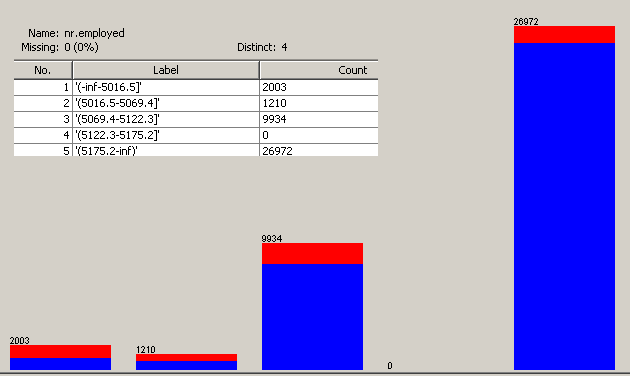 Name: nr.employed
Missing: 0 (0%) Distinct: 4
No. Label Count
1 '(-inf-5016.5]' 2003
2 '(5016.5-5069.4]' 1210
3 '(5069.4-5122.3]' 9934
4 '(5122.3-5175.2]' 0
5 '(5175.2-inf)' 26972
26972
9934
2003
1210
0